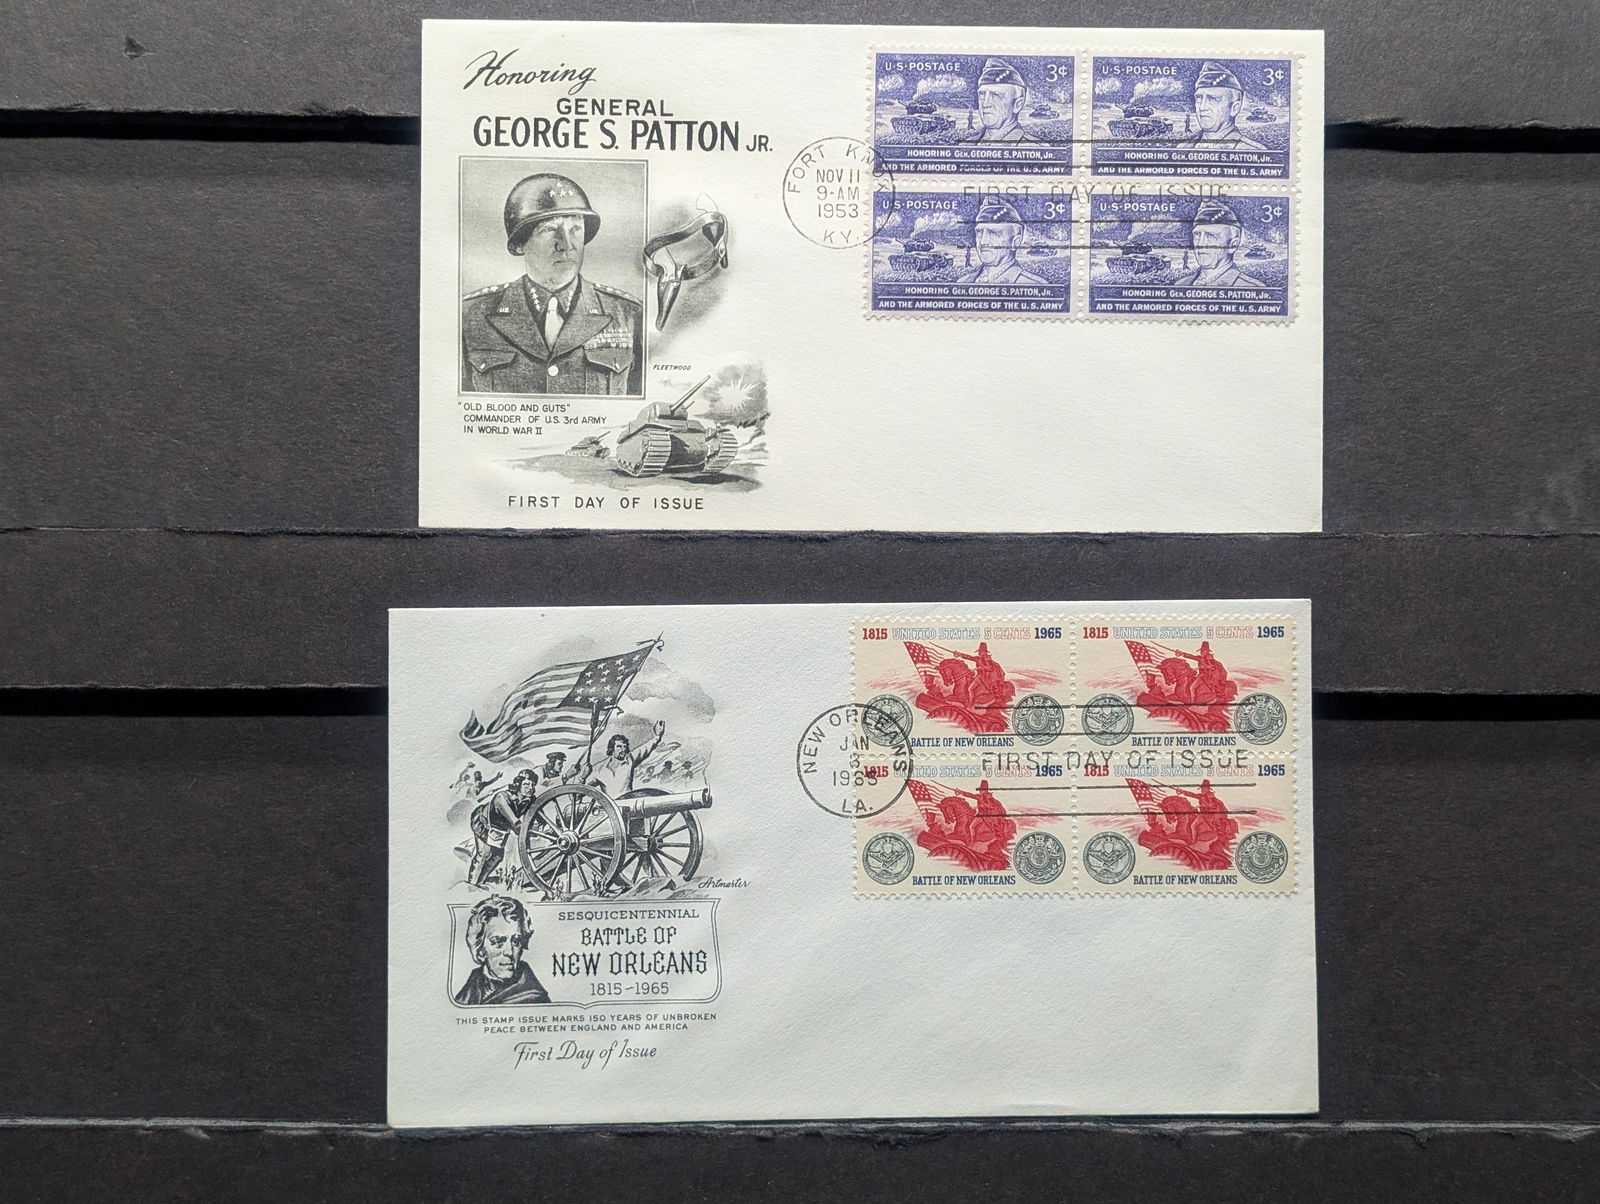 Honoring
GENERAL
GEORGE S. PATTON JR.
FLEETWOOD
"OLD BLOOD AND GUTS"
COMMANDER OF U.S. 3rd ARMY
IN WORLD WAR II
FIRST DAY OF ISSUE
FORT KNOX
NOV 11
9-AM
1953
KY.
U.S. POSTAGE 3¢
HONORING GEN. GEORGE S. PATTON, JR.
AND THE ARMORED FORCES OF THE U.S. ARMY
U.S. POSTAGE 3¢
HONORING GEN. GEORGE S. PATTON, JR.
AND THE ARMORED FORCES OF THE U.S. ARMY
FIRST DAY OF ISSUE
U.S. POSTAGE 3¢
HONORING GEN. GEORGE S. PATTON, JR.
AND THE ARMORED FORCES OF THE U.S. ARMY
U.S. POSTAGE 3¢
HONORING GEN. GEORGE S. PATTON, JR.
AND THE ARMORED FORCES OF THE U.S. ARMY
Artmaster
SESQUICENTENNIAL
BATTLE OF
NEW ORLEANS
1815-1965
THIS STAMP ISSUE MARKS 150 YEARS OF UNBROKEN
PEACE BETWEEN ENGLAND AND AMERICA
First Day of Issue
NEW ORLEANS
JAN
8
1965
LA.
1815 UNITED STATES 5 CENTS 1965
BATTLE OF NEW ORLEANS
1815 UNITED STATES 5 CENTS 1965
BATTLE OF NEW ORLEANS
FIRST DAY OF ISSUE
1815 UNITED STATES 5 CENTS 1965
BATTLE OF NEW ORLEANS
1815 UNITED STATES 5 CENTS 1965
BATTLE OF NEW ORLEANS